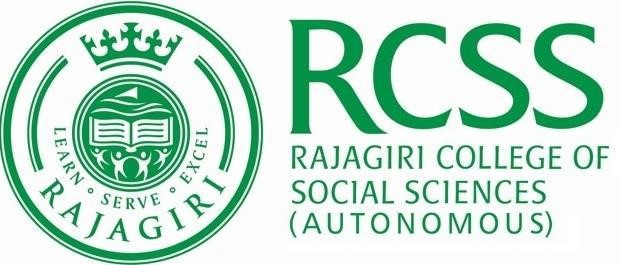 LEARN ◦ SERVE ◦ EXCEL
RAJAGIRI
RCSS
RAJAGIRI COLLEGE OF
SOCIAL SCIENCES
(AUTONOMOUS)